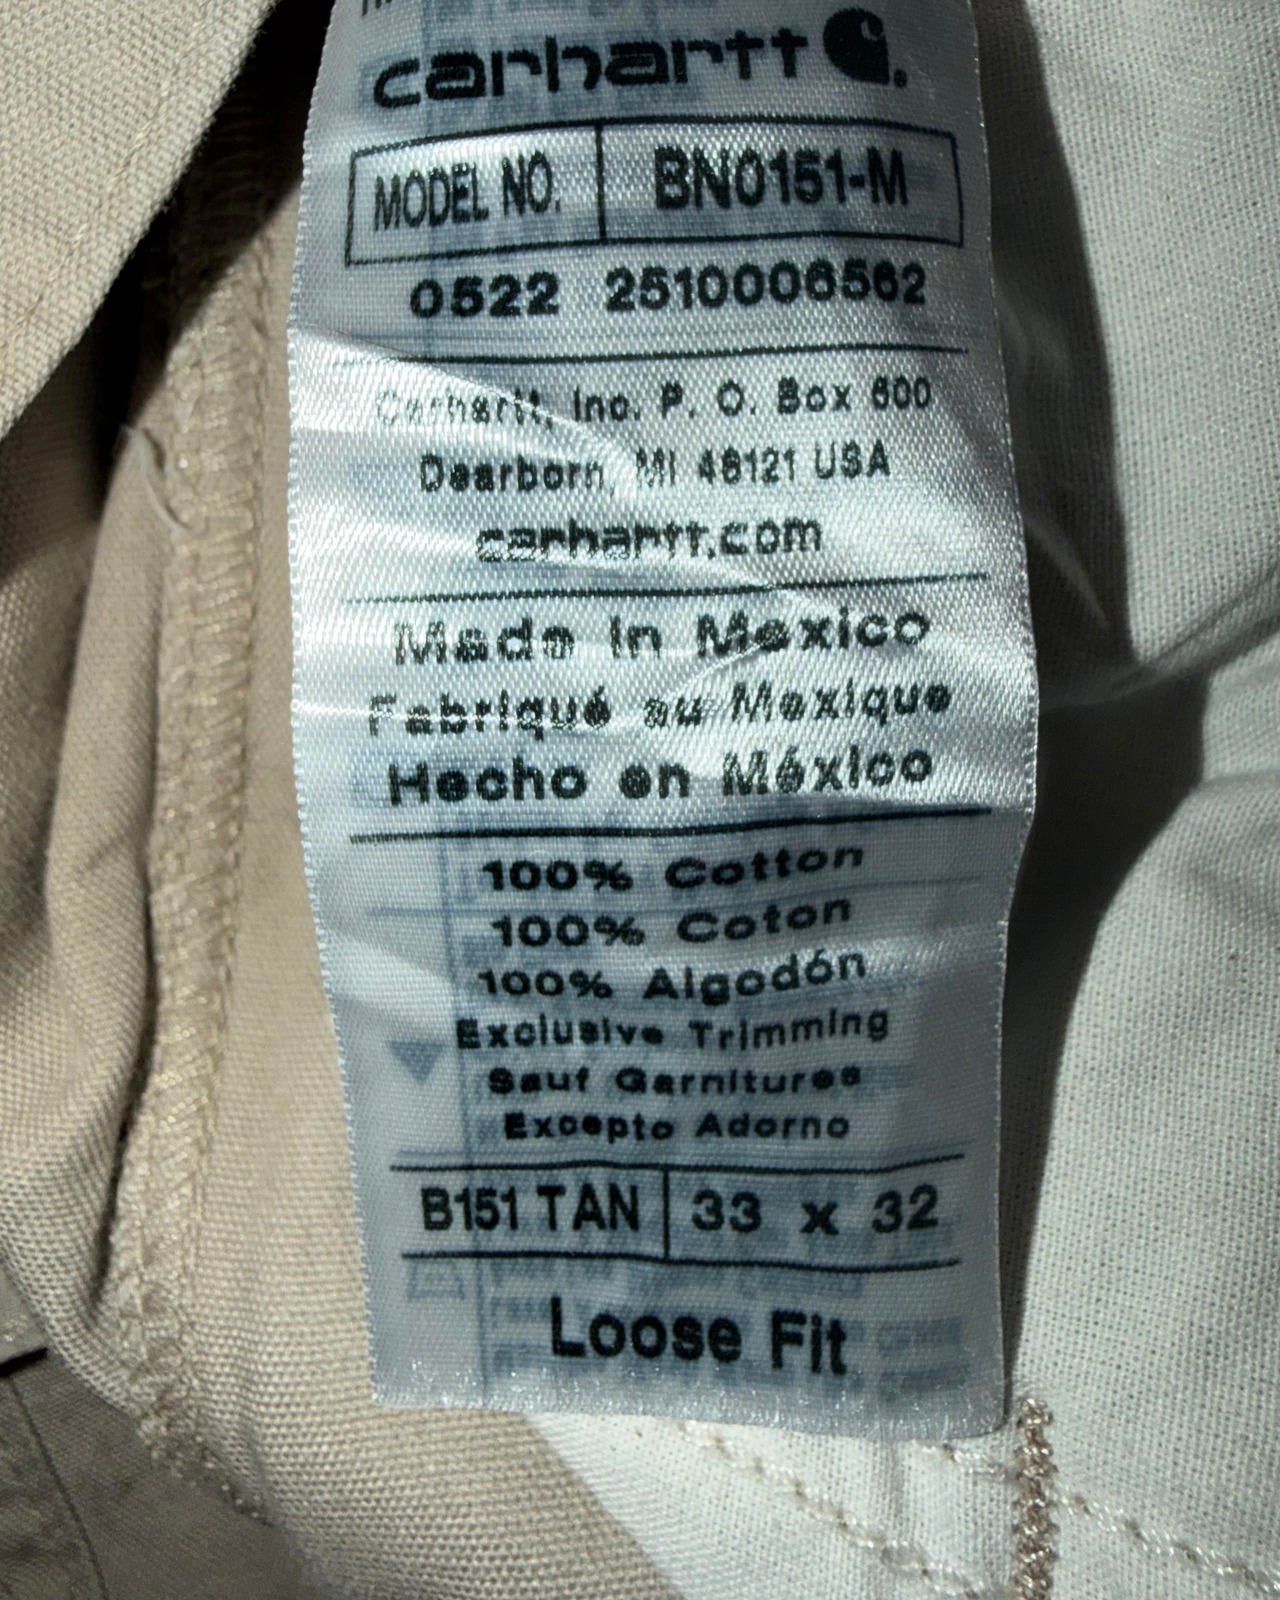 carhartt
MODEL NO. BN0151-M
0522 2510006562
Carhartt, Inc. P. O. Box 600
Dearborn, MI 48121 USA
carhartt.com
Made in Mexico
Fabriqué au Mexique
Hecho en México
100% Cotton
100% Coton
100% Algodón
Exclusive Trimming
Sauf Garnitures
Excepto Adorno
B151 TAN 33 x 32
Loose Fit